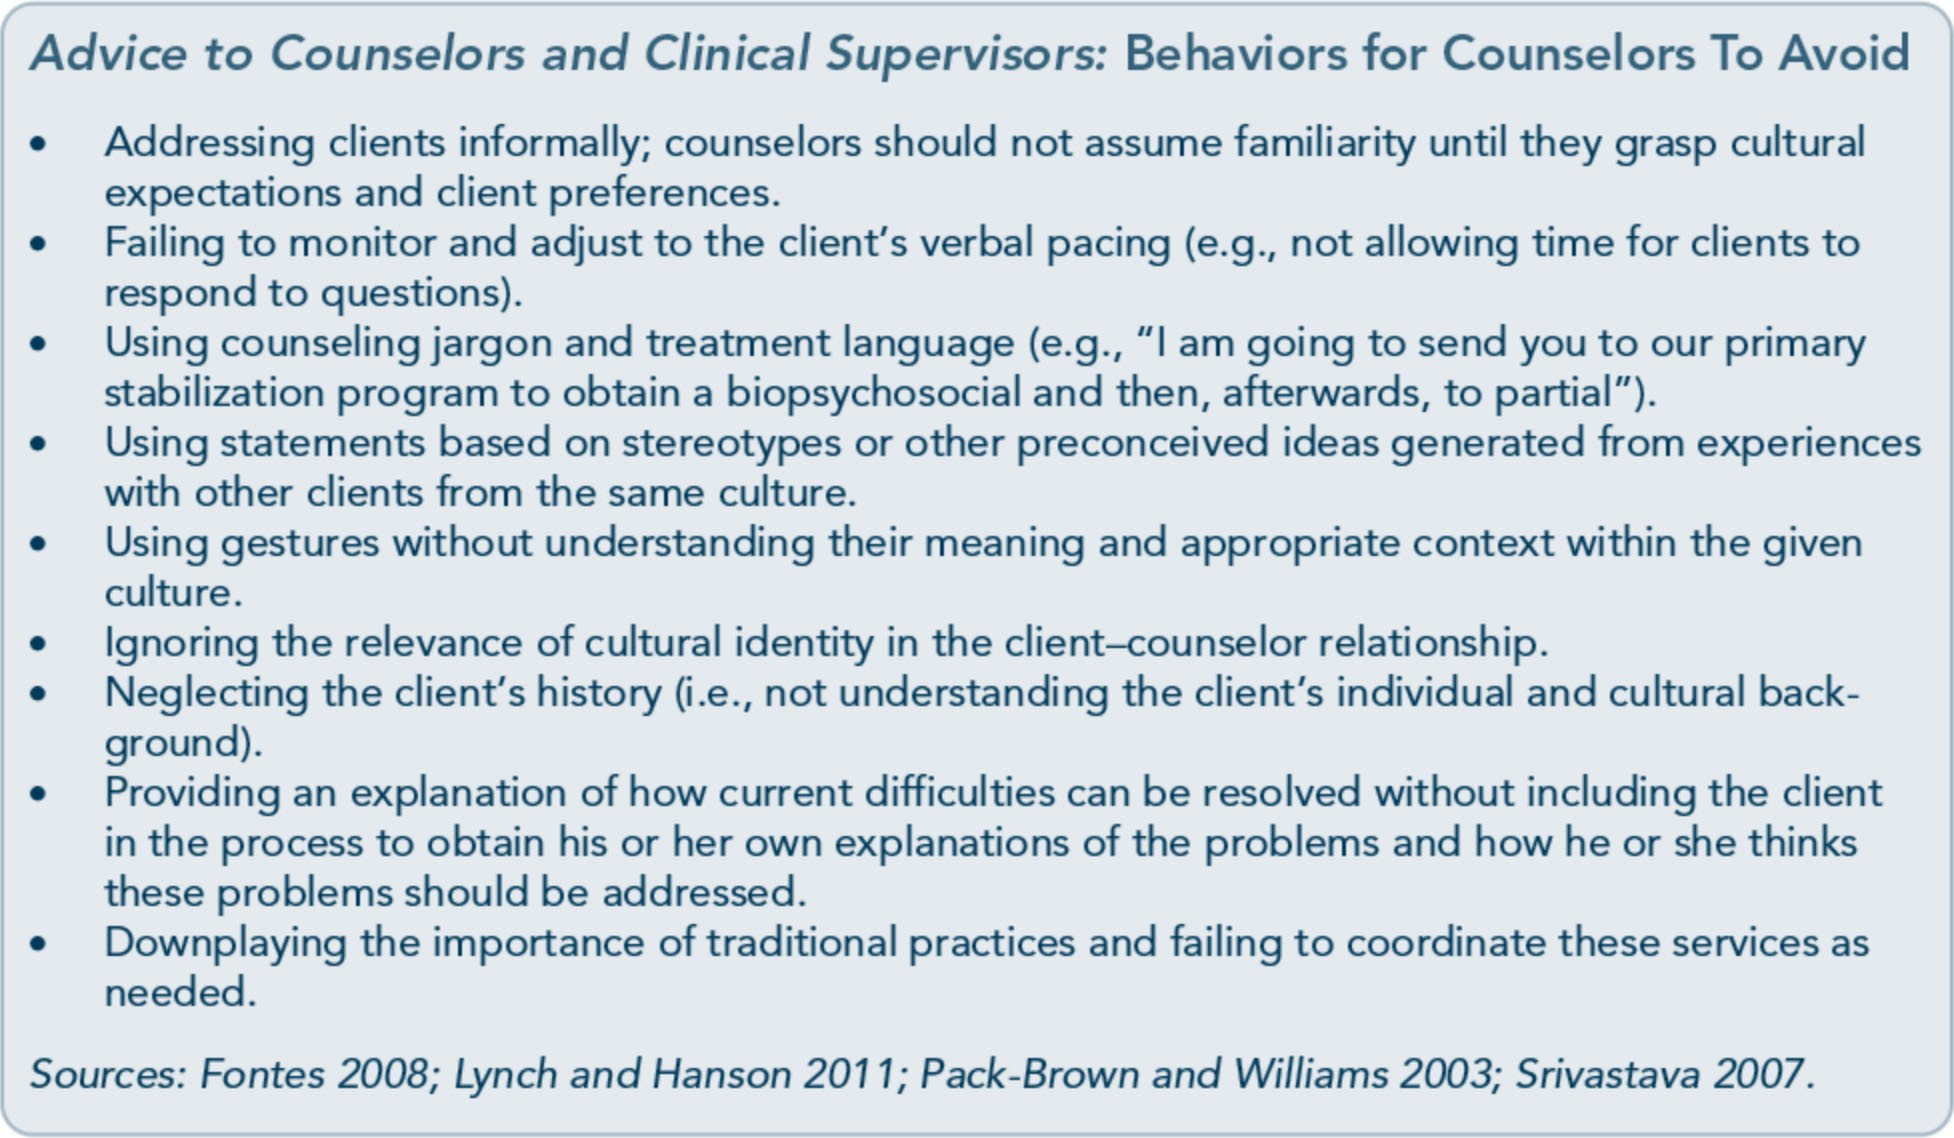 Advice to Counselors and Clinical Supervisors: Behaviors for Counselors To Avoid
• Addressing clients informally; counselors should not assume familiarity until they grasp cultural
expectations and client preferences.
• Failing to monitor and adjust to the client’s verbal pacing (e.g., not allowing time for clients to
respond to questions).
• Using counseling jargon and treatment language (e.g., “I am going to send you to our primary
stabilization program to obtain a biopsychosocial and then, afterwards, to partial”).
• Using statements based on stereotypes or other preconceived ideas generated from experiences
with other clients from the same culture.
• Using gestures without understanding their meaning and appropriate context within the given
culture.
• Ignoring the relevance of cultural identity in the client–counselor relationship.
• Neglecting the client’s history (i.e., not understanding the client’s individual and cultural back-
ground).
• Providing an explanation of how current difficulties can be resolved without including the client
in the process to obtain his or her own explanations of the problems and how he or she thinks
these problems should be addressed.
• Downplaying the importance of traditional practices and failing to coordinate these services as
needed.
Sources: Fontes 2008; Lynch and Hanson 2011; Pack-Brown and Williams 2003; Srivastava 2007.